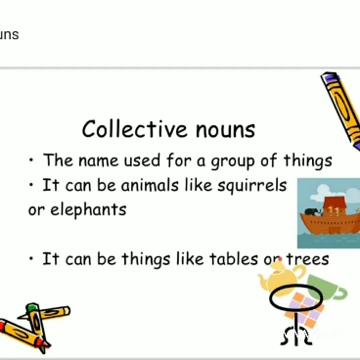 uns
Collective nouns
• The name used for a group of things
• It can be animals like squirrels
or elephants
• It can be things like tables or trees